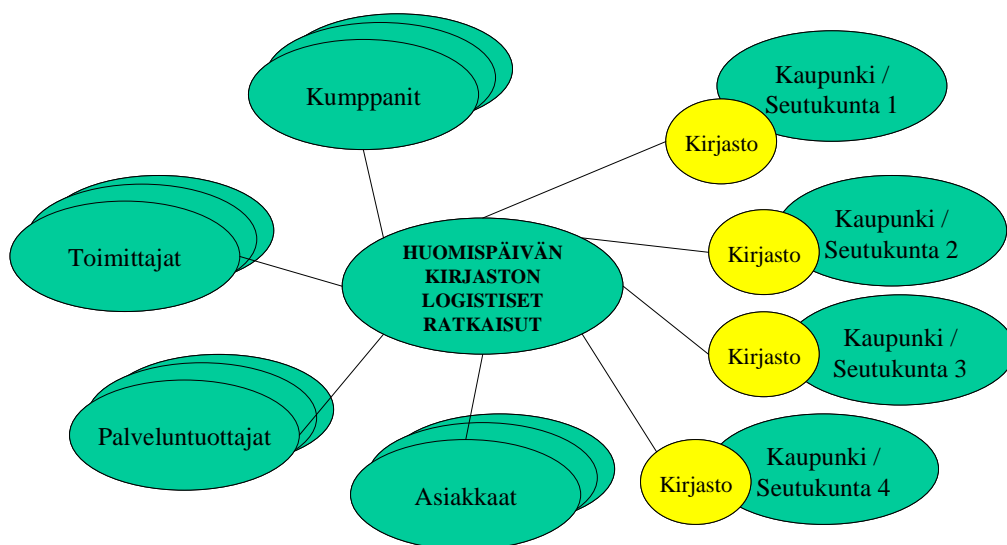 Kumppanit
Kaupunki /
Seutukunta 1
Kirjasto
Toimittajat
HUOMISPÄIVÄN
KIRJASTON
LOGISTISET
RATKAISUT
Kirjasto
Kaupunki /
Seutukunta 2
Kirjasto
Kaupunki /
Seutukunta 3
Palveluntuottajat
Asiakkaat
Kirjasto
Kaupunki /
Seutukunta 4